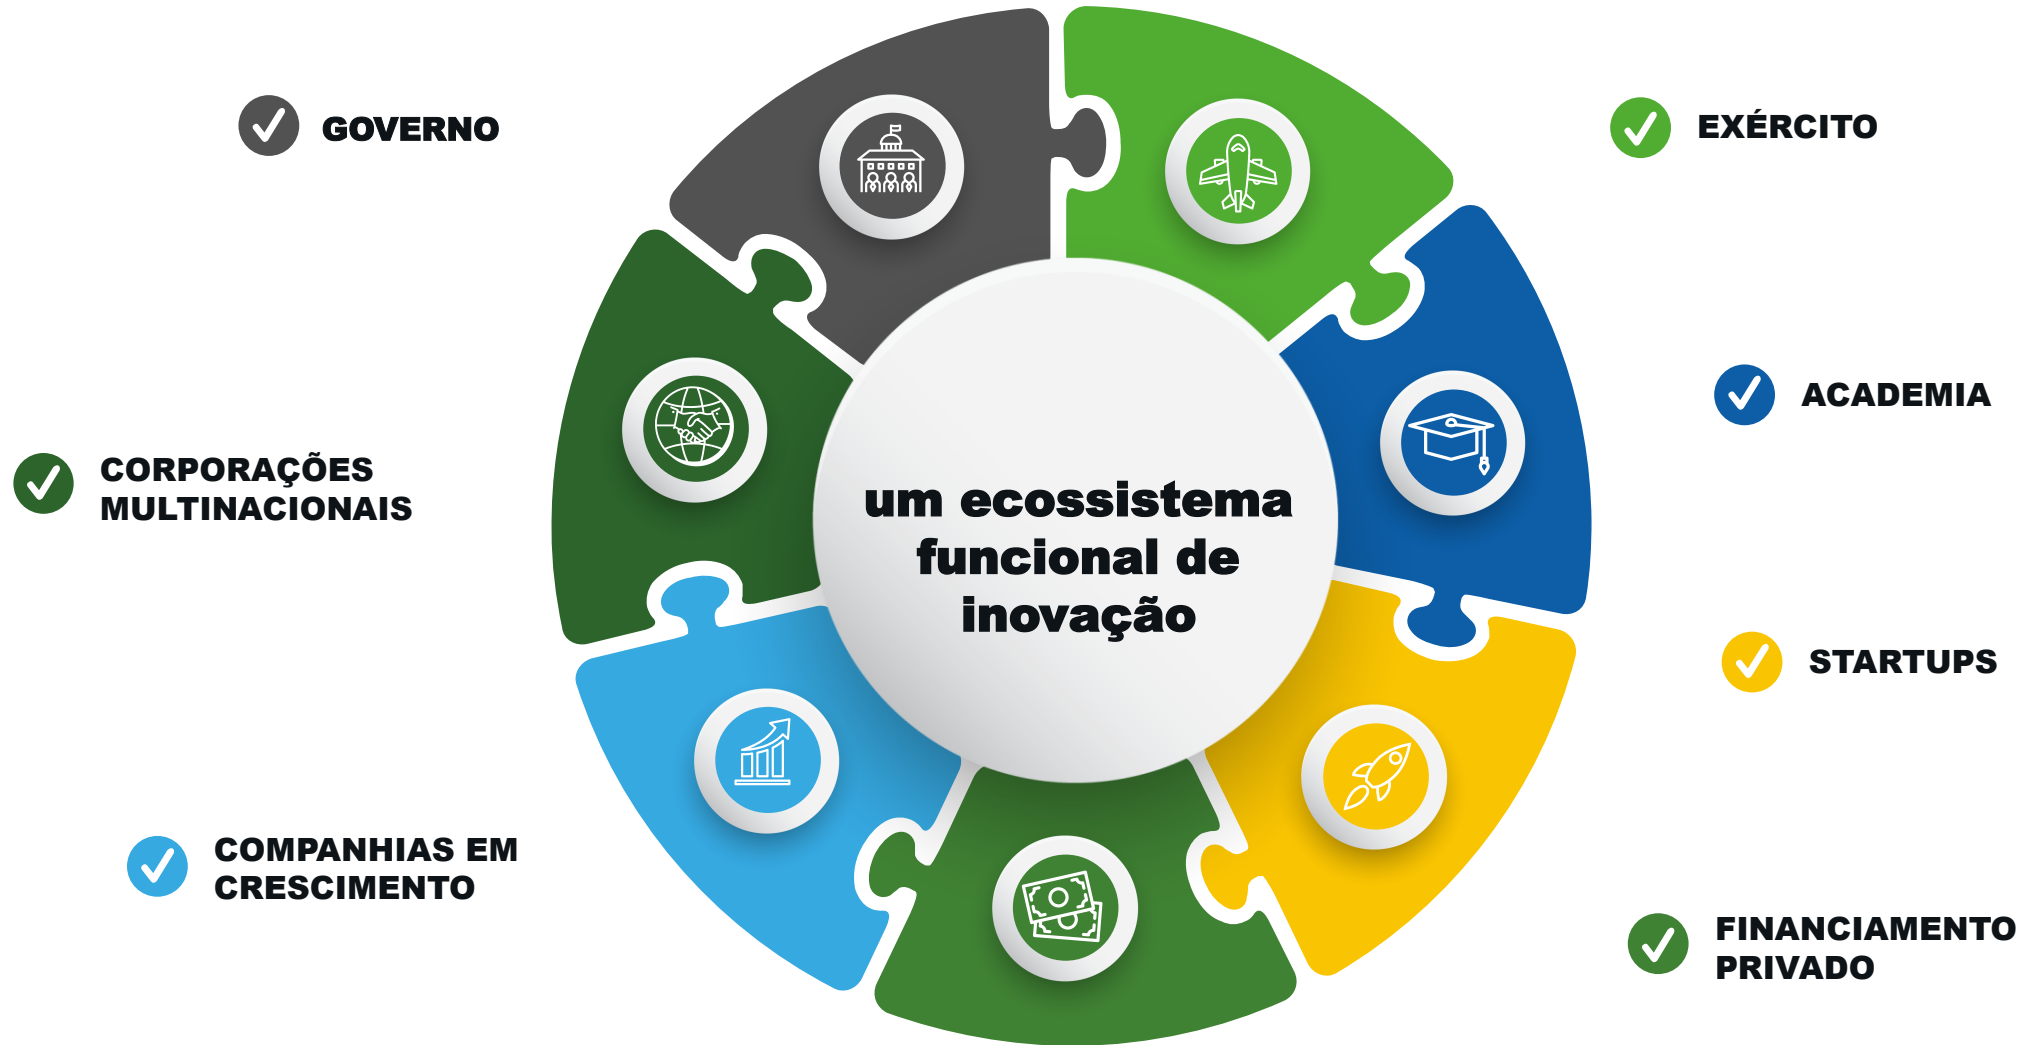 GOVERNO
EXÉRCITO
ACADEMIA
CORPORAÇÕES
MULTINACIONAIS
um ecossistema
funcional de
inovação
STARTUPS
COMPANHIAS EM
CRESCIMENTO
FINANCIAMENTO
PRIVADO